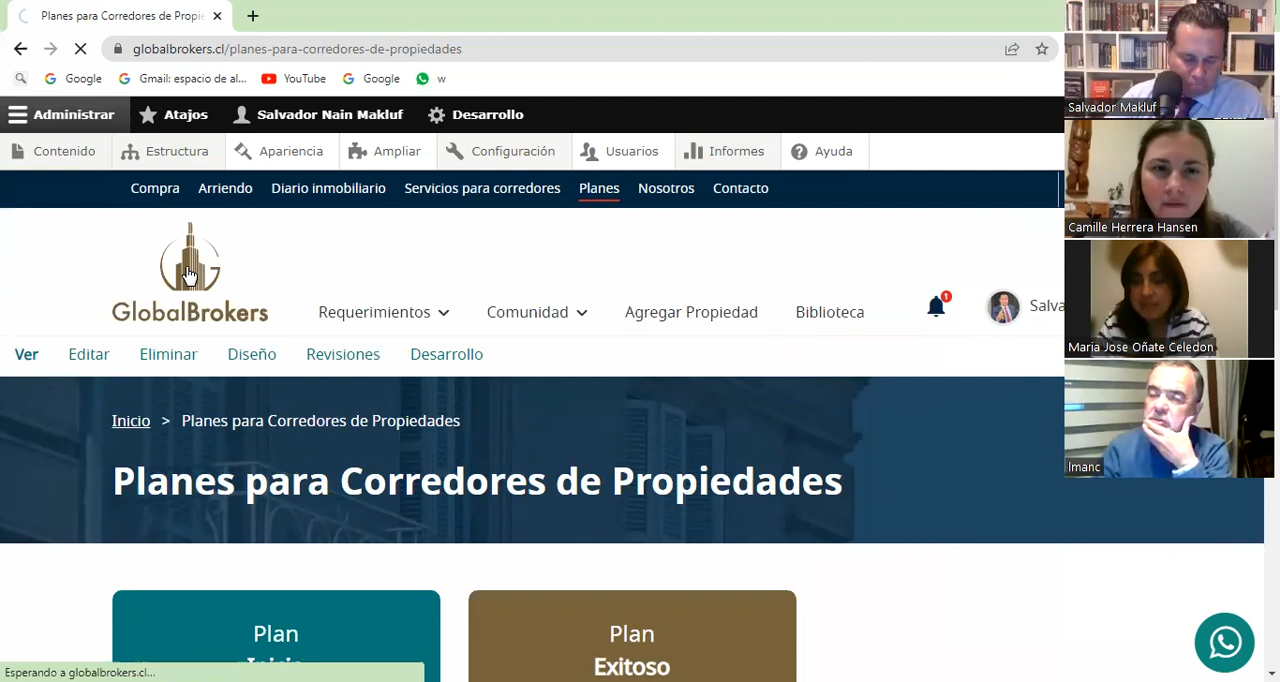 Planes para Corredores de Propie
globalbrokers.cl/planes-para-corredores-de-propiedades
Google Gmail: espacio de al... YouTube Google w
Administrar Atajos Salvador Nain Makluf Desarrollo
Contenido Estructura Apariencia Ampliar Configuración Usuarios Informes Ayuda
Compra Arriendo Diario inmobiliario Servicios para corredores Planes Nosotros Contacto
GlobalBrokers
Requerimientos Comunidad Agregar Propiedad Biblioteca 1 Salva
Ver Editar Eliminar Diseño Revisiones Desarrollo
Inicio > Planes para Corredores de Propiedades
Planes para Corredores de Propiedades
Plan
Inicio
Plan
Exitoso
Esperando a globalbrokers.cl...
Salvador Makluf
Camille Herrera Hansen
Maria Jose Oñate Celedon
lmanc